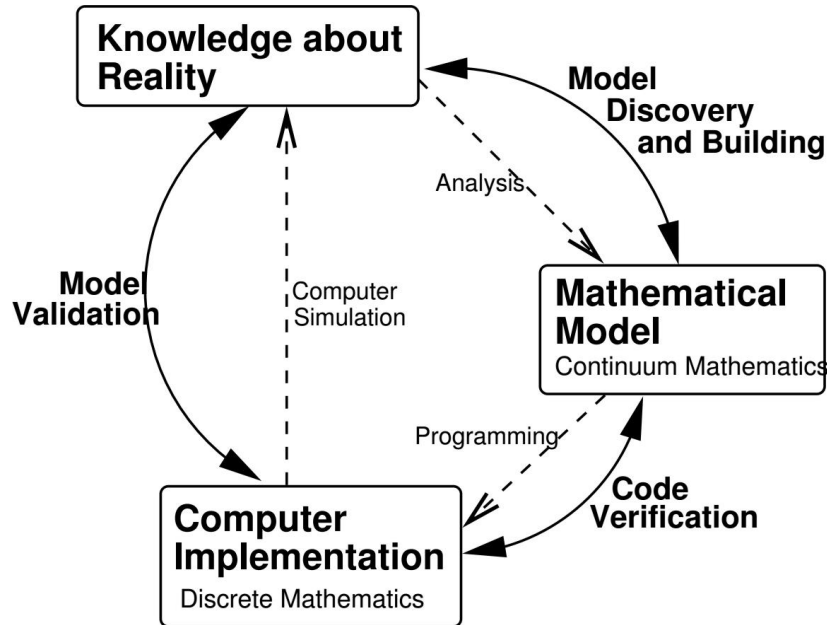 Knowledge about
Reality
Model
Discovery
and Building
Analysis
Model
Validation
Computer
Simulation
Mathematical
Model
Continuum Mathematics
Programming
Code
Verification
Computer
Implementation
Discrete Mathematics